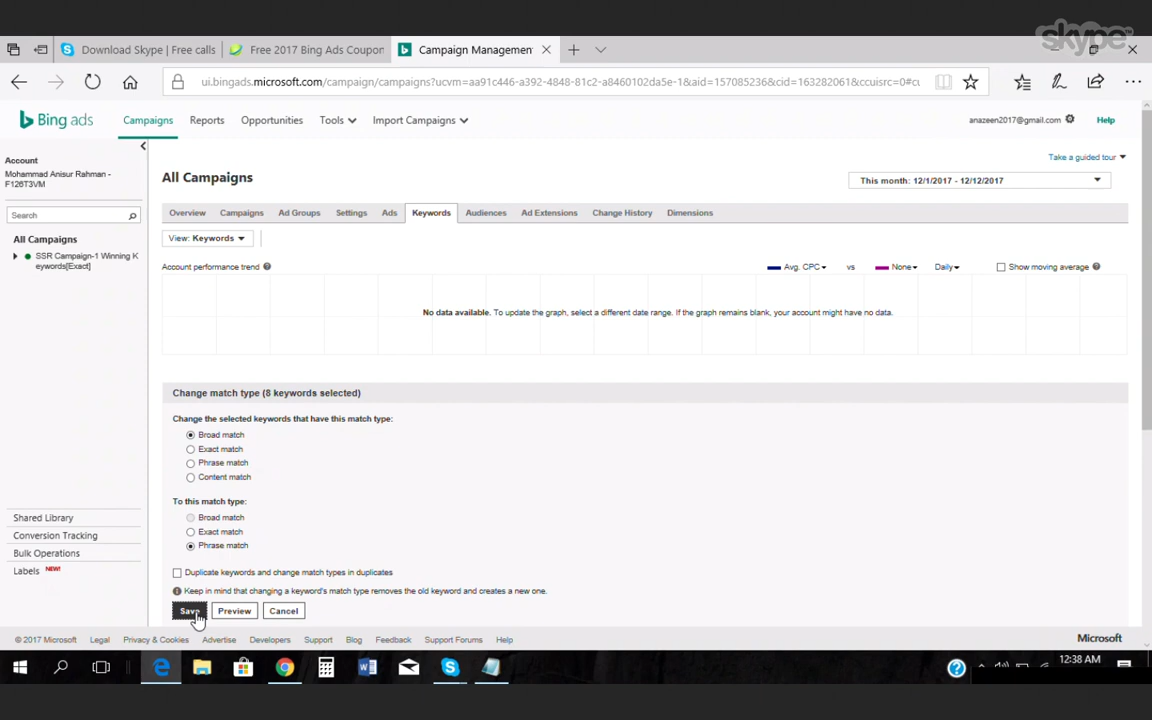 skype
Download Skype | Free calls
Free 2017 Bing Ads Coupon
Campaign Management
ui.bingads.microsoft.com/campaign/campaigns?ucvm=aa91c446-a392-4848-81c2-a8460102da5e-1&aid=157085236&cid=163282061&ccuisrc=0#cu
Bing ads
Campaigns
Reports
Opportunities
Tools
Import Campaigns
anazeen2017@gmail.com
Help
Take a guided tour
Account
Mohammad Anisur Rahman -
F126T3VM
All Campaigns
This month: 12/1/2017 - 12/12/2017
Search
Overview
Campaigns
Ad Groups
Settings
Ads
Keywords
Audiences
Ad Extensions
Change History
Dimensions
All Campaigns
SSR Campaign-1 Winning K
eywords[Exact]
View: Keywords
Account performance trend
Avg. CPC
vs
None
Daily
Show moving average
No data available. To update the graph, select a different date range. If the graph remains blank, your account might have no data.
Change match type (8 keywords selected)
Change the selected keywords that have this match type:
Broad match
Exact match
Phrase match
Content match
To this match type:
Broad match
Exact match
Phrase match
Duplicate keywords and change match types in duplicates
Keep in mind that changing a keyword's match type removes the old keyword and creates a new one.
Save
Preview
Cancel
Shared Library
Conversion Tracking
Bulk Operations
Labels NEW!
© 2017 Microsoft
Legal
Privacy & Cookies
Advertise
Developers
Support
Blog
Feedback
Support Forums
Help
Microsoft
12:38 AM